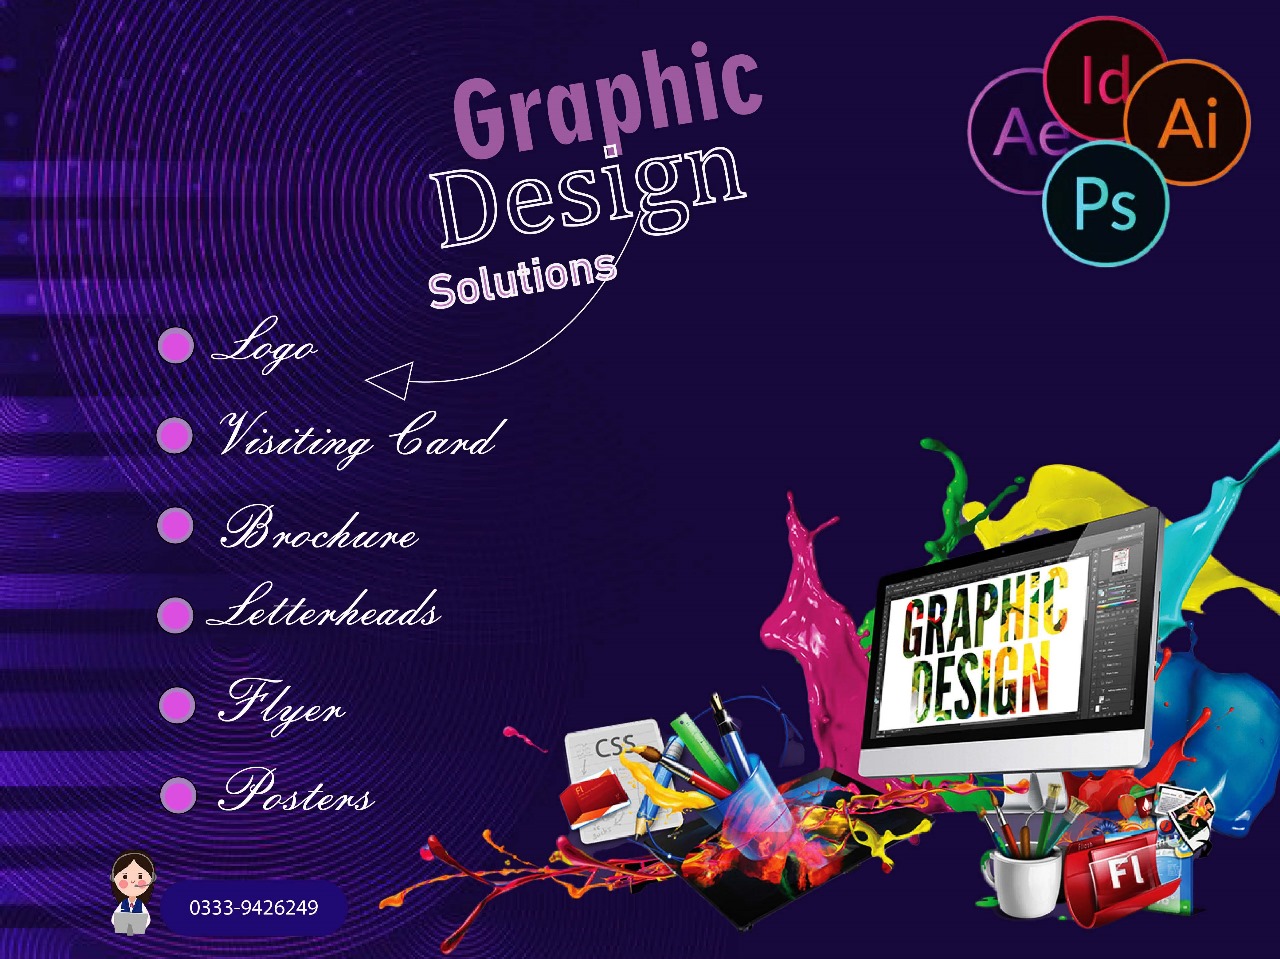 Graphic
Design
Solutions
Ae
Id
Ai
Ps
Logo
Visiting Card
Brochure
Letterheads
Flyer
Posters
GRAPHIC
DESIGN
CSS
Fl
Fl
0333-9426249